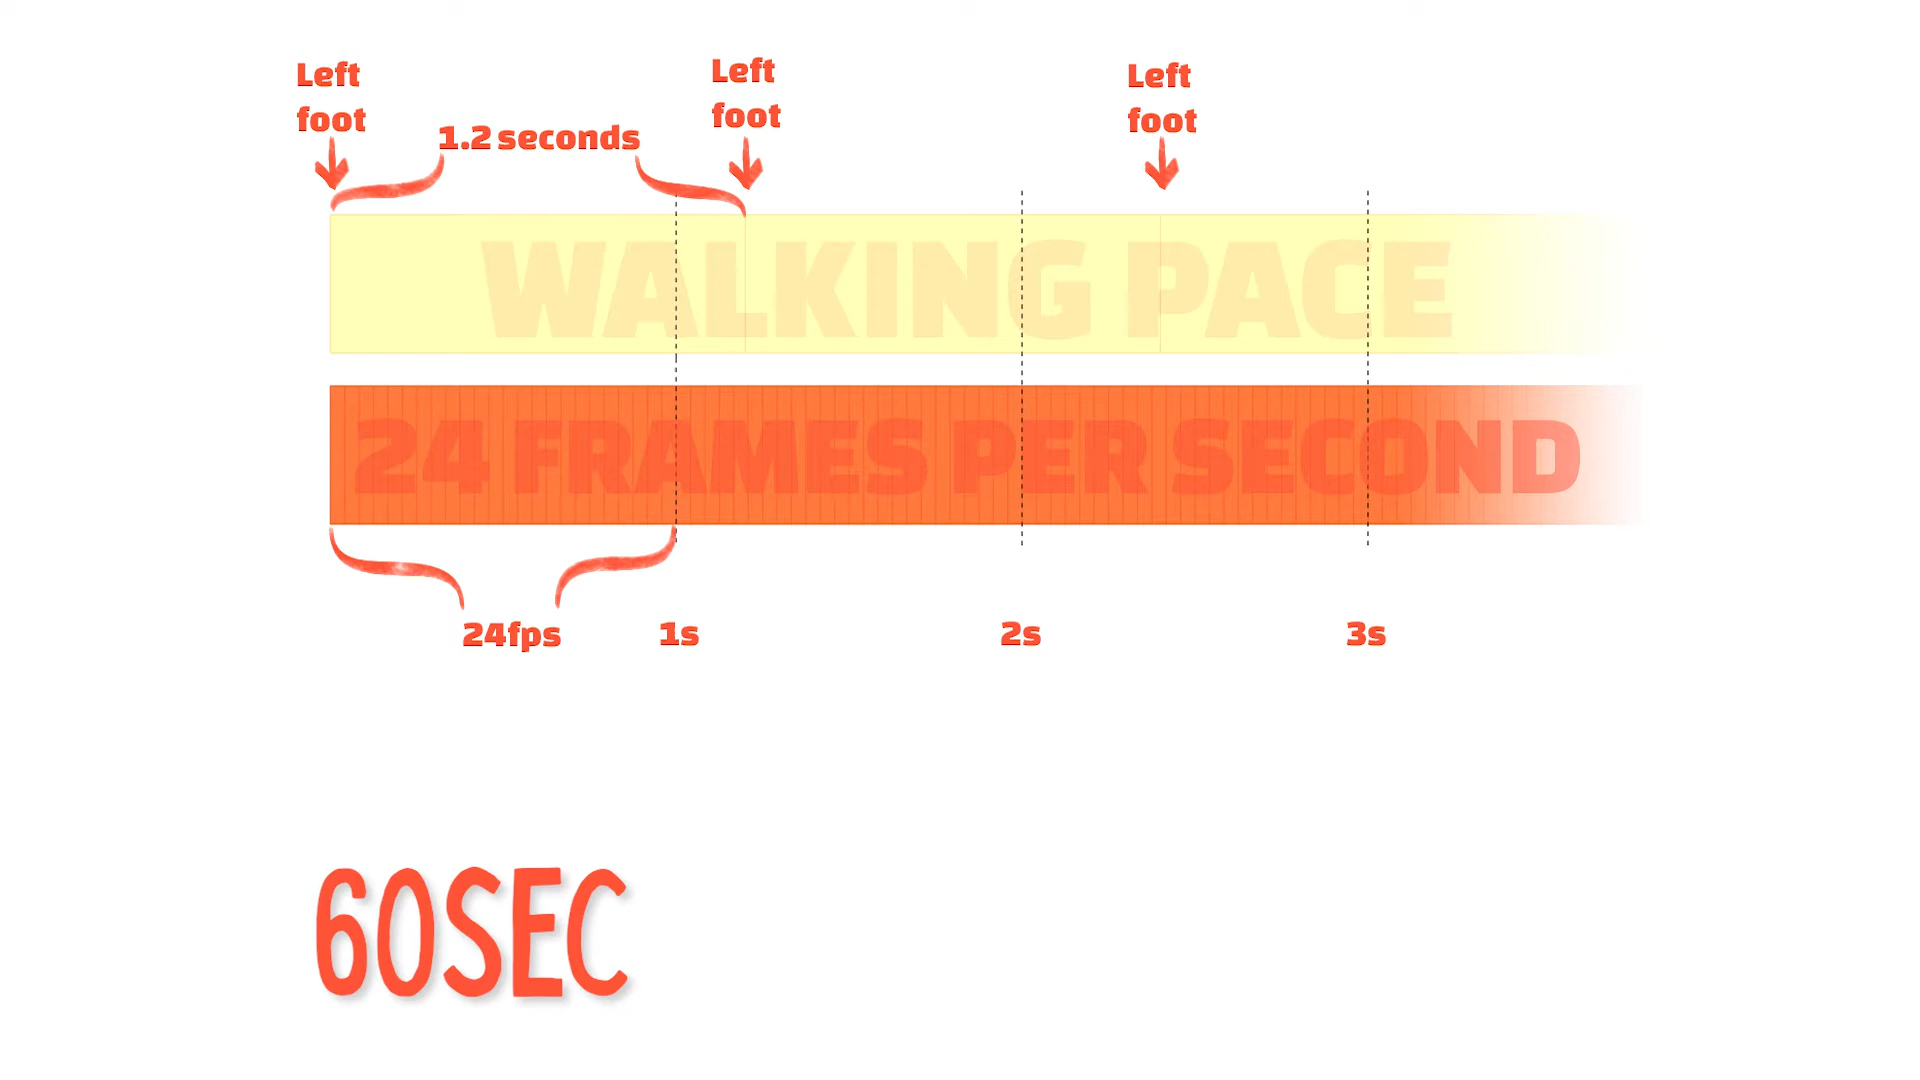 Left
foot
Left
foot
Left
foot
1.2 seconds
WALKING PACE
24 FRAMES PER SECOND
24fps
1s
2s
3s
60SEC